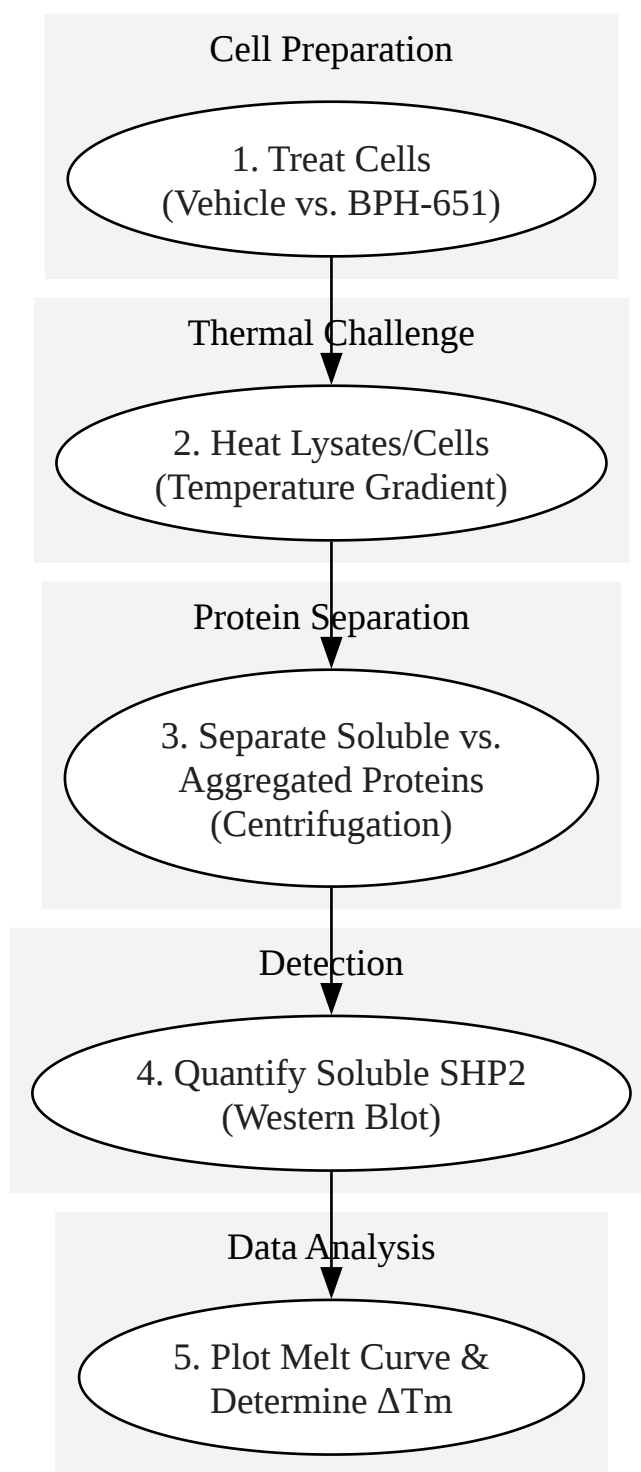 Cell Preparation
1. Treat Cells
(Vehicle vs. BPH-651)
Thermal Challenge
2. Heat Lysates/Cells
(Temperature Gradient)
Protein Separation
3. Separate Soluble vs.
Aggregated Proteins
(Centrifugation)
Detection
4. Quantify Soluble SHP2
(Western Blot)
Data Analysis
5. Plot Melt Curve &
Determine ΔTm